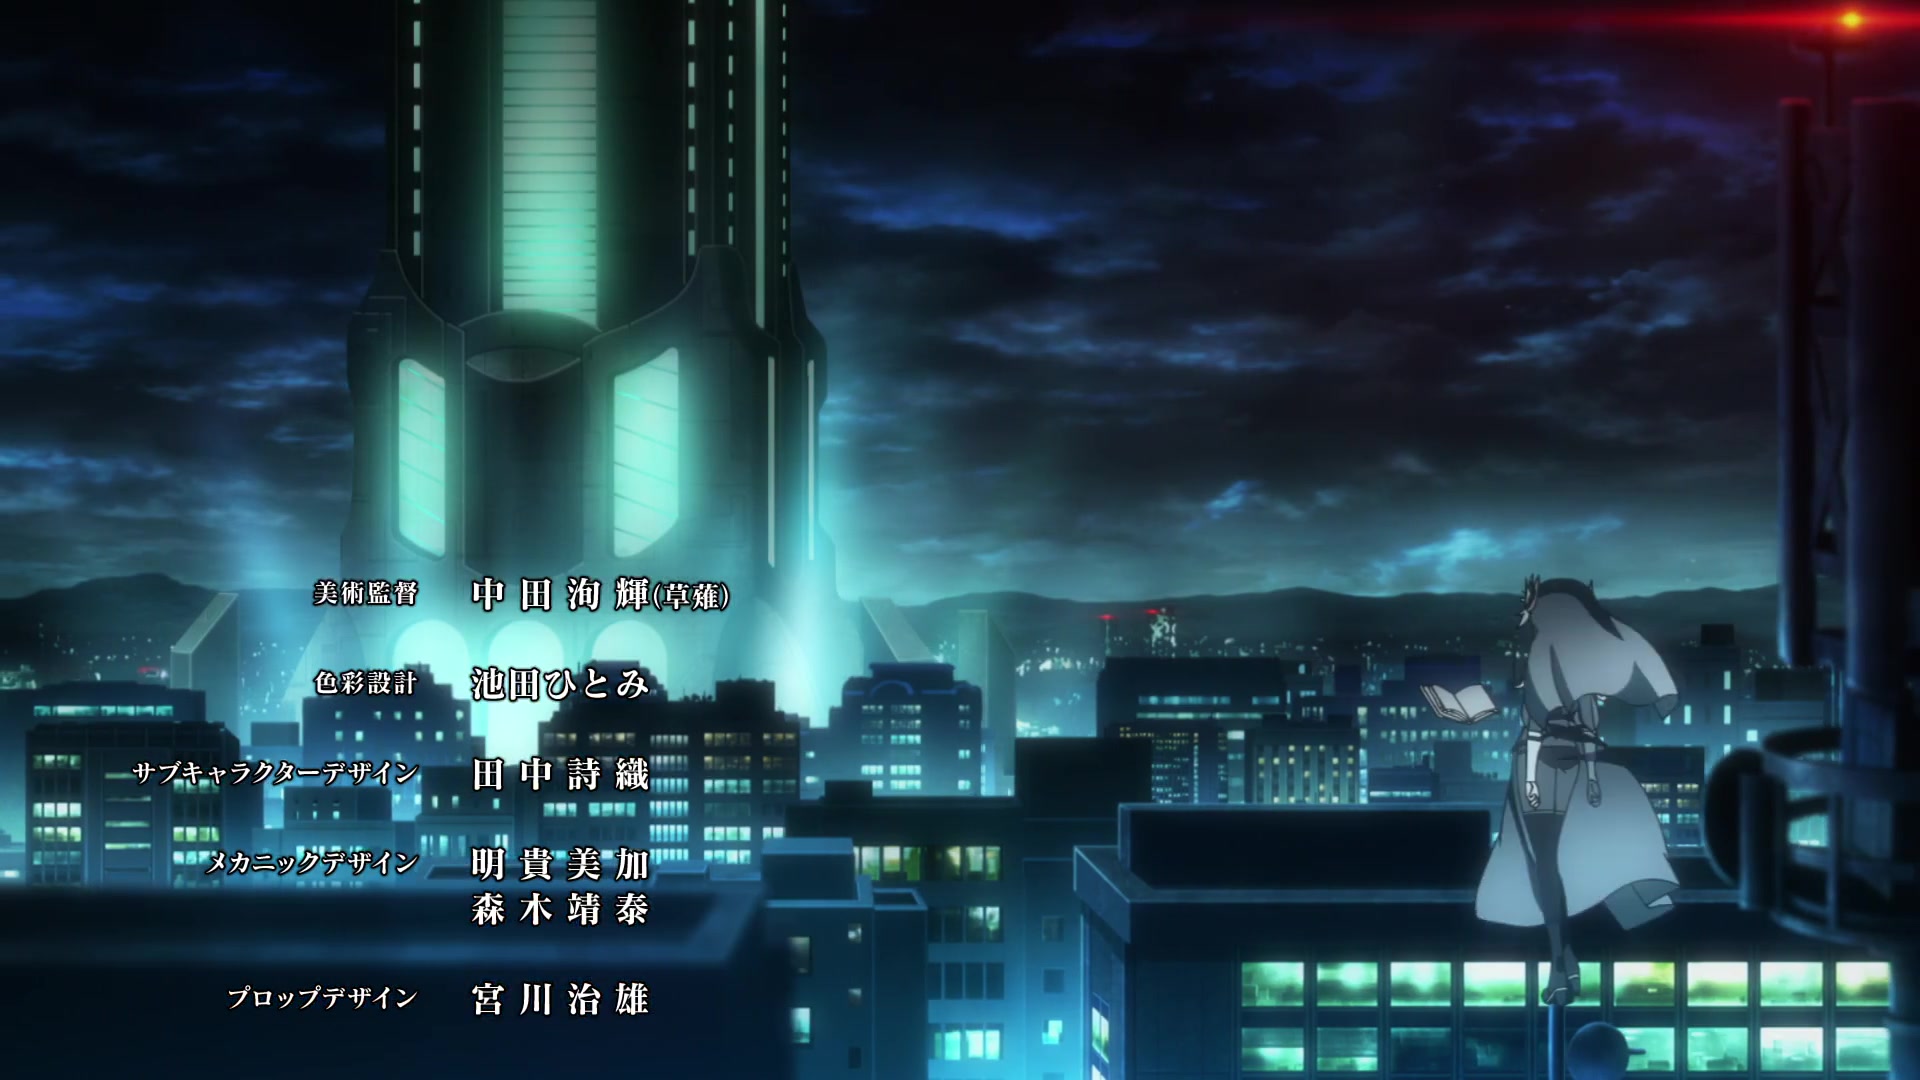 美術監督 中田洵輝(草薙)
色彩設計 池田ひとみ
サブキャラクターデザイン 田中詩織
メカニックデザイン 明貴美加
森木靖泰
プロップデザイン 宮川治雄